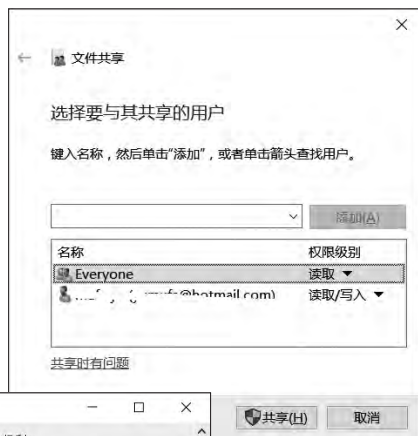 文件共享
选择要与其共享的用户
键入名称，然后单击“添加”，或者单击箭头查找用户。
添加(A)
名称 权限级别
Everyone 读取
@hotmail.com) 读取/写入
共享时有问题
共享(H) 取消